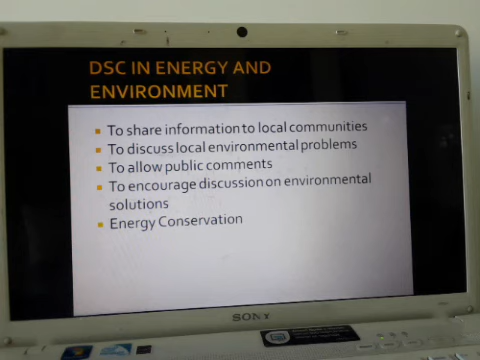 DSC IN ENERGY AND
ENVIRONMENT
To share information to local communities
To discuss local environmental problems
To allow public comments
To encourage discussion on environmental
solutions
Energy Conservation
SONY